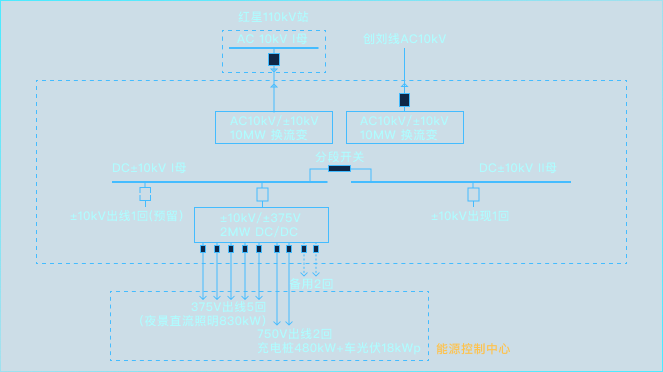 红星110kV站
AC 10kV I母
创刘线AC10kV
AC10kV/±10kV
10MW 换流变
AC10kV/±10kV
10MW 换流变
分段开关
DC±10kV I母
DC±10kV II母
±10kV出线1回(预留)
±10kV出现1回
±10kV/±375V
2MW DC/DC
备用2回
375V出线5回
(夜景直流照明830kW)
750V出线2回
充电桩480kW+车光伏18kWp
能源控制中心